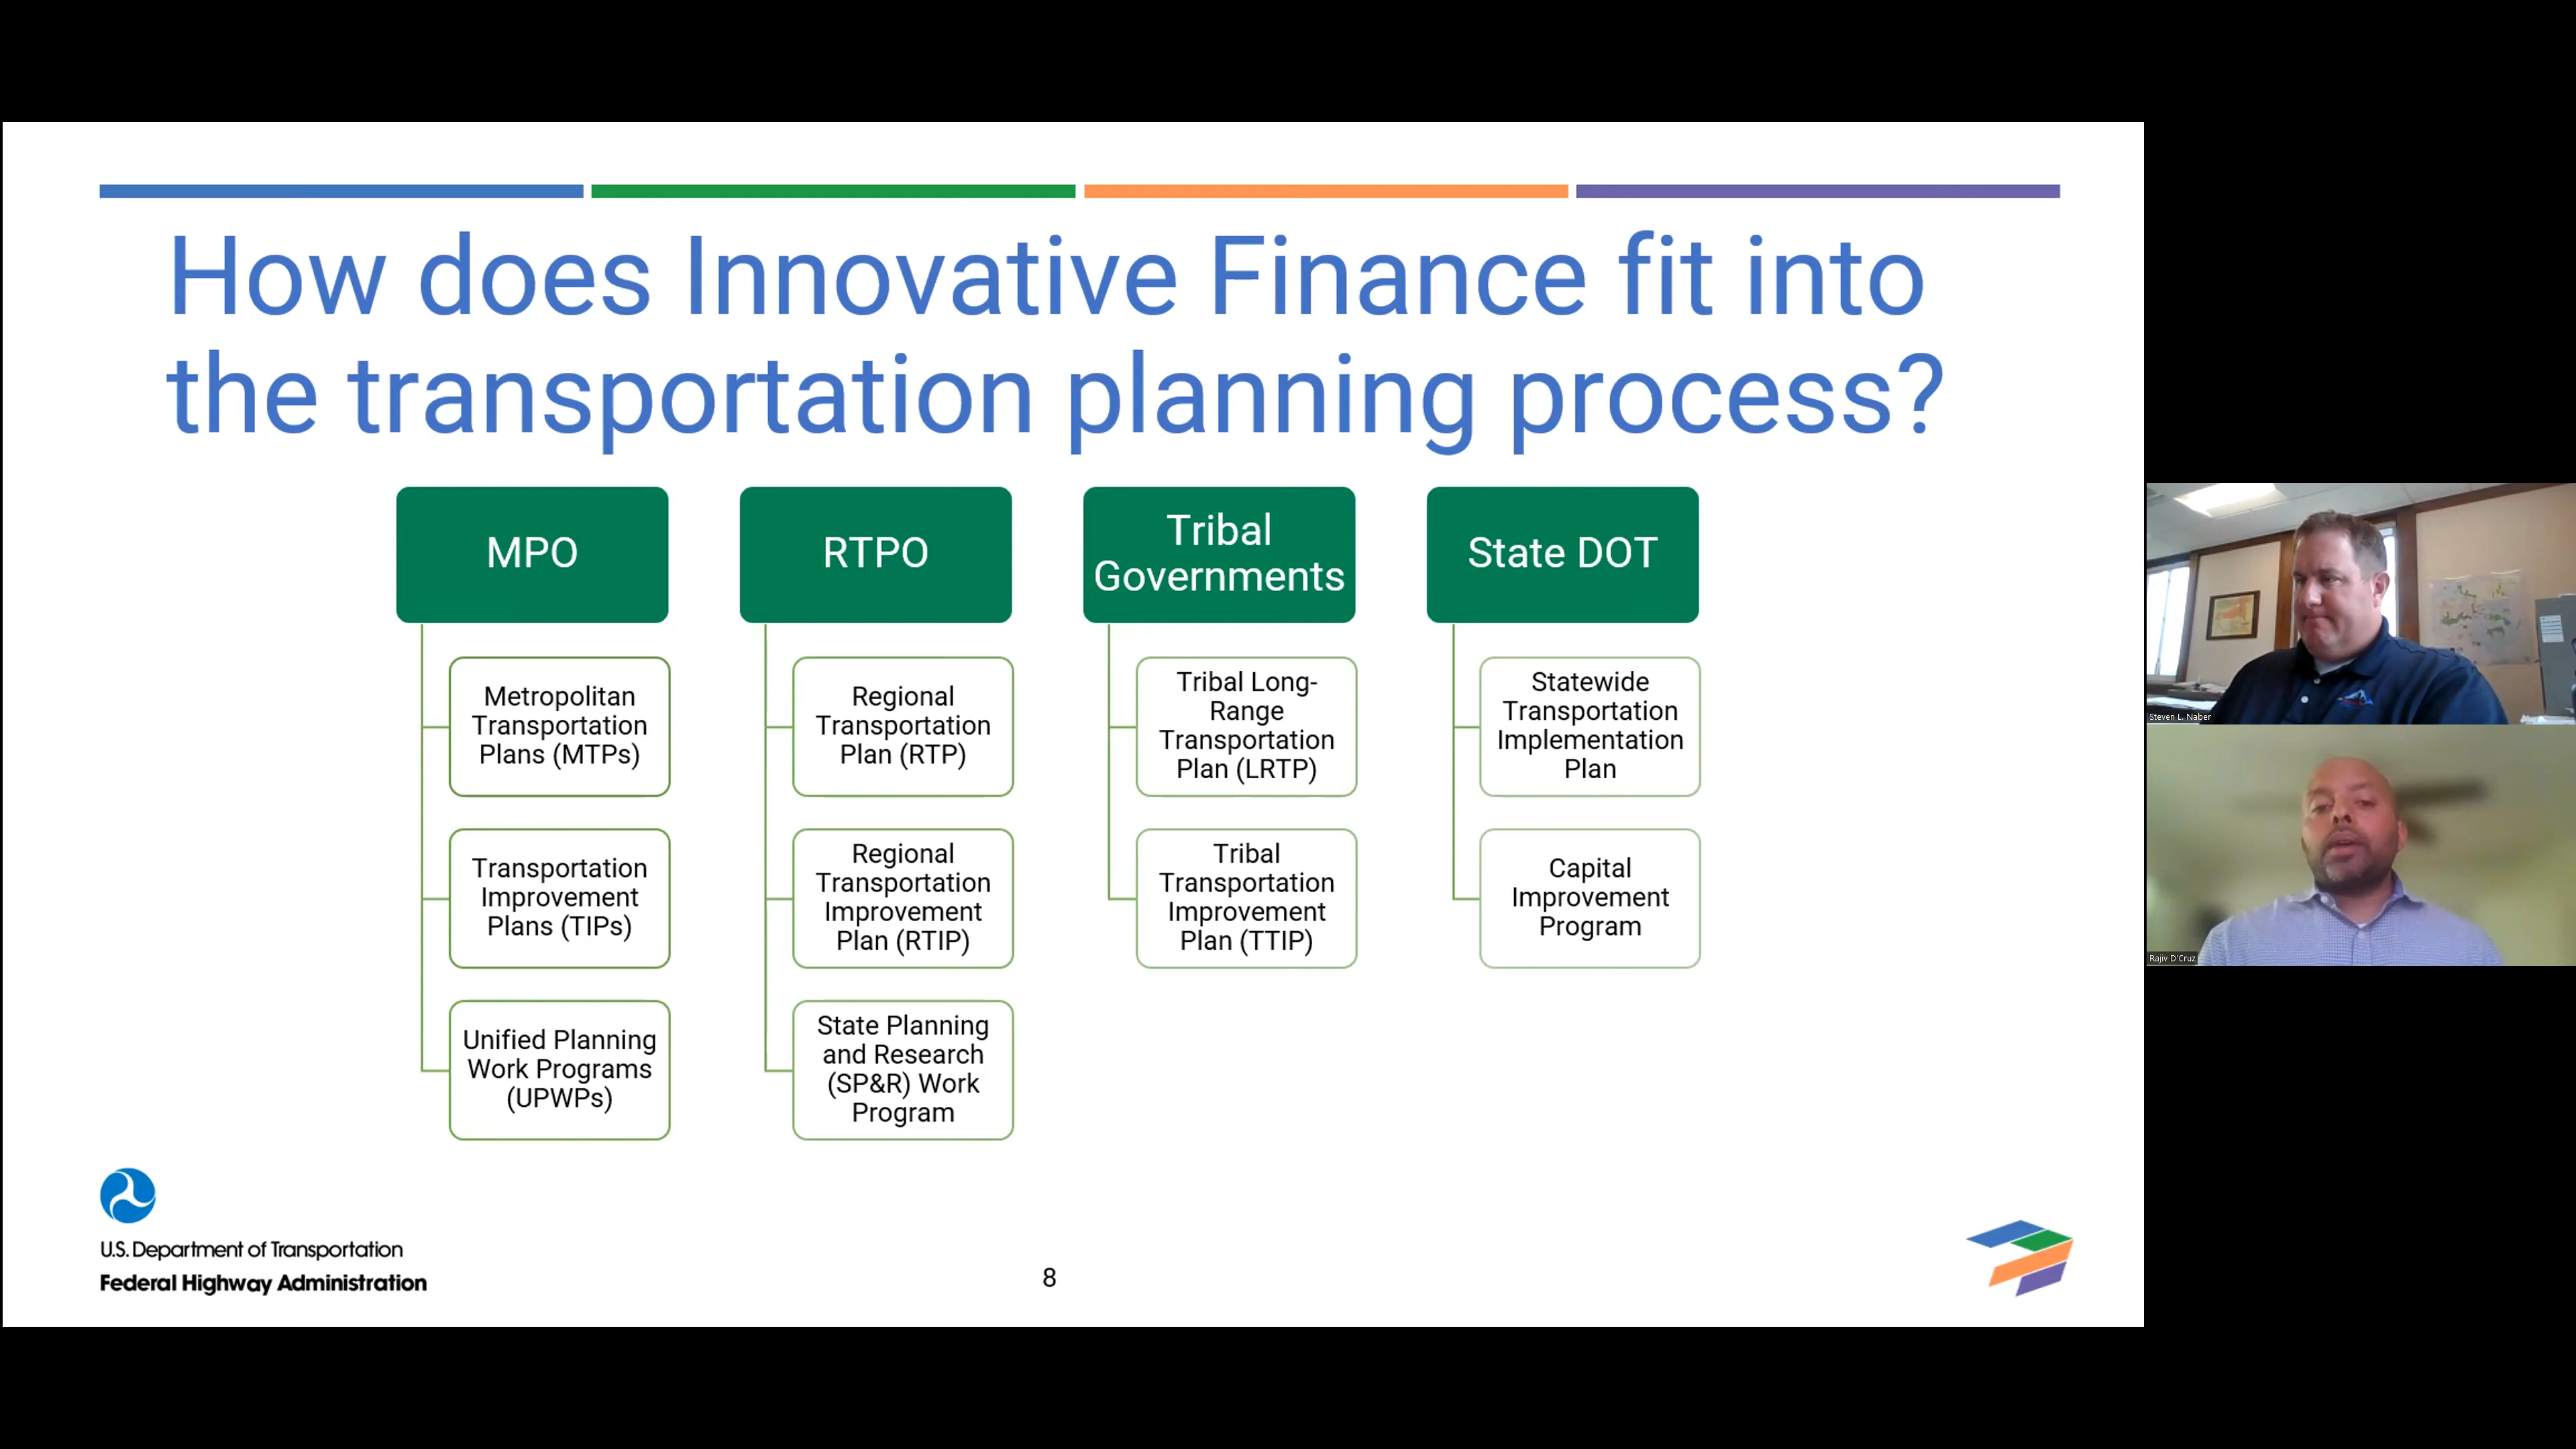 How does Innovative Finance fit into
the transportation planning process?
MPO
Metropolitan
Transportation
Plans (MTPs)
Transportation
Improvement
Plans (TIPs)
Unified Planning
Work Programs
(UPWPs)
RTPO
Regional
Transportation
Plan (RTP)
Regional
Transportation
Improvement
Plan (RTIP)
State Planning
and Research
(SP&R) Work
Program
Tribal
Governments
Tribal Long-
Range
Transportation
Plan (LRTP)
Tribal
Transportation
Improvement
Plan (TTIP)
State DOT
Statewide
Transportation
Implementation
Plan
Capital
Improvement
Program
U.S. Department of Transportation
Federal Highway Administration
8
Steven L. Naber
Rajiv D'Cruz